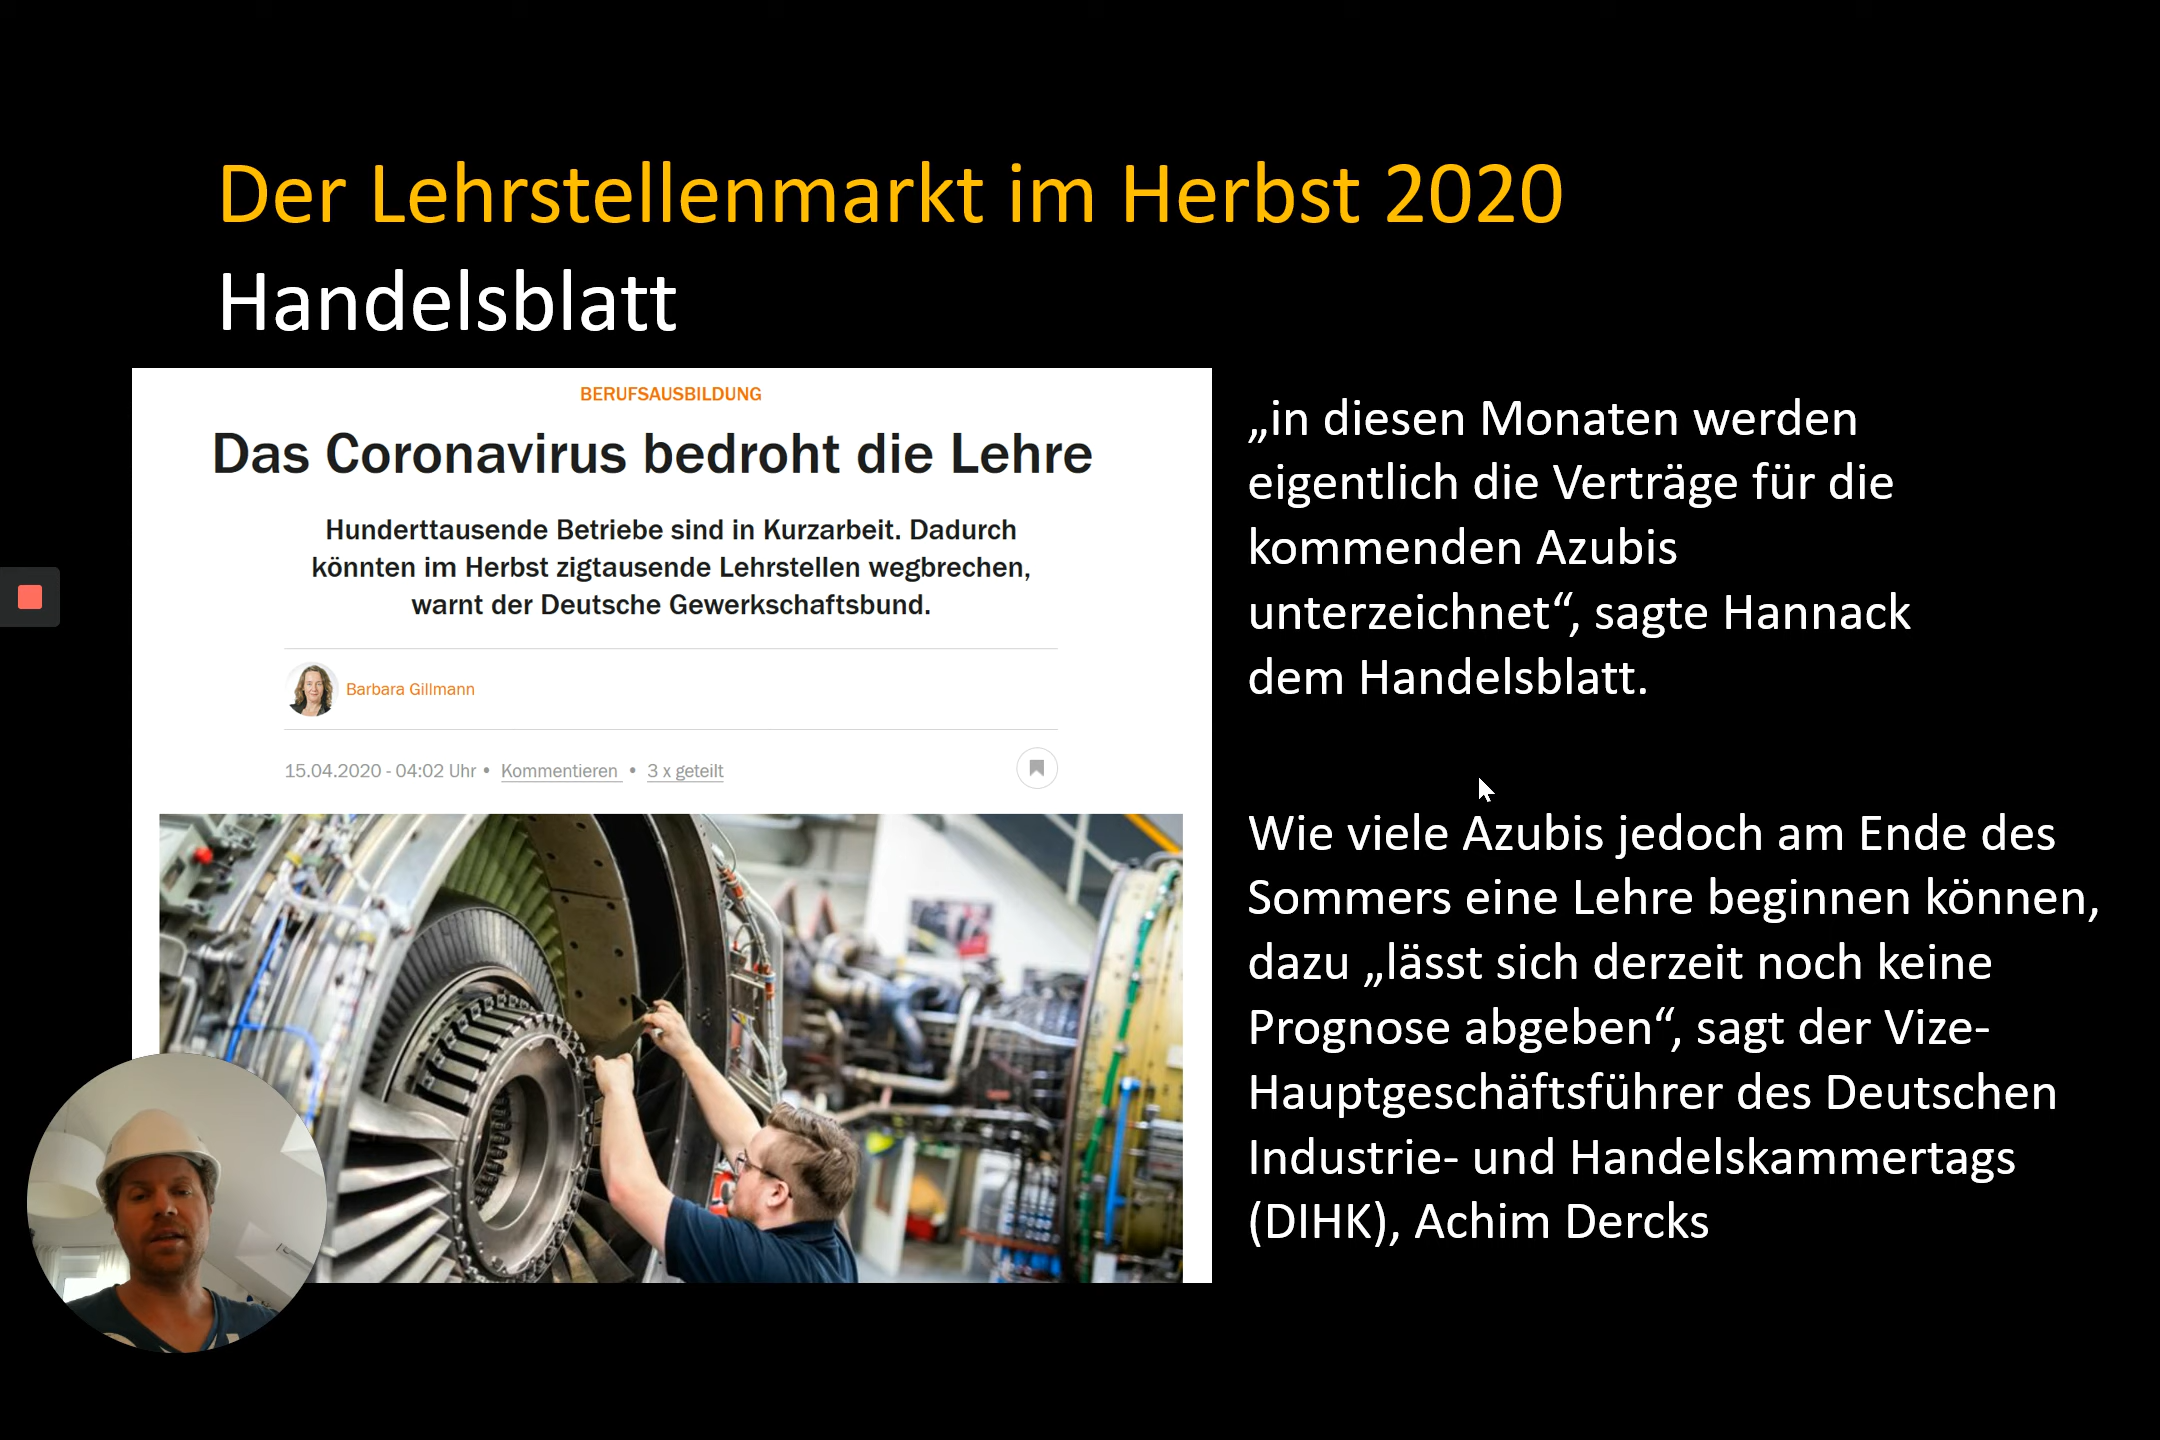 Der Lehrstellenmarkt im Herbst 2020
Handelsblatt
BERUFSAUSBILDUNG
Das Coronavirus bedroht die Lehre
Hunderttausende Betriebe sind in Kurzarbeit. Dadurch
könnten im Herbst zigtausende Lehrstellen wegbrechen,
warnt der Deutsche Gewerkschaftsbund.
Barbara Gillmann
15.04.2020 - 04:02 Uhr • Kommentieren • 3 x geteilt
„in diesen Monaten werden
eigentlich die Verträge für die
kommenden Azubis
unterzeichnet“, sagte Hannack
dem Handelsblatt.
Wie viele Azubis jedoch am Ende des
Sommers eine Lehre beginnen können,
dazu „lässt sich derzeit noch keine
Prognose abgeben“, sagt der Vize-
Hauptgeschäftsführer des Deutschen
Industrie- und Handelskammertags
(DIHK), Achim Dercks